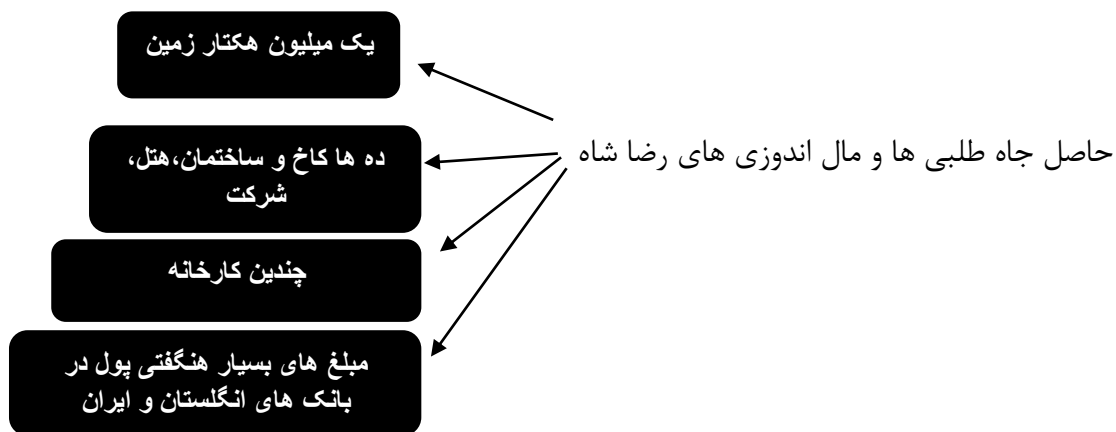 حاصل جاه طلبی ها و مال اندوزی های رضا شاه
یک میلیون هکتار زمین
ده ها کاخ و ساختمان،هتل،
شرکت
چندین کارخانه
مبلغ های بسیار هنگفتی پول در
بانک های انگلستان و ایران